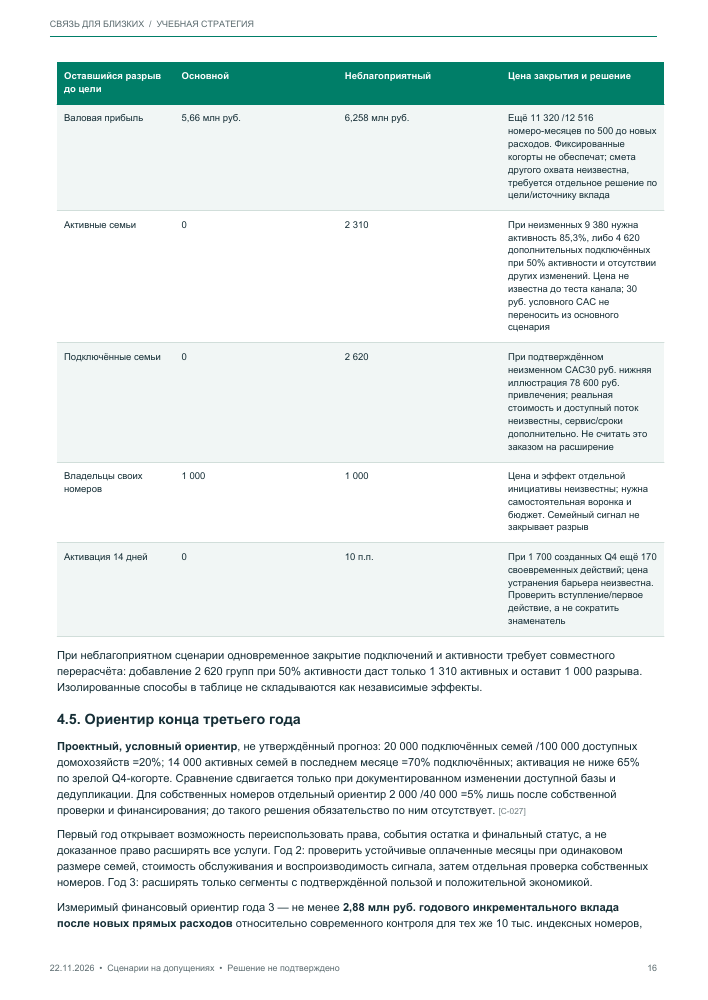 СВЯЗЬ ДЛЯ БЛИЗКИХ / УЧЕБНАЯ СТРАТЕГИЯ
Оставшийся разрыв
до цели
Основной
Неблагоприятный
Цена закрытия и решение
Валовая прибыль
5,66 млн руб.
6,258 млн руб.
Ещё 11 320 /12 516
номеро-месяцев по 500 до новых
расходов. Фиксированные
когорты не обеспечат; смета
другого охвата неизвестна,
требуется отдельное решение по
цели/источнику вклада
Активные семьи
0
2 310
При неизменных 9 380 нужна
активность 85,3%, либо 4 620
дополнительных подключённых
при 50% активности и отсутствии
других изменений. Цена не
известна до теста канала; 30
руб. условного CAC не
переносить из основного
сценария
Подключённые семьи
0
2 620
При подтверждённом
неизменном CAC30 руб. нижняя
иллюстрация 78 600 руб.
привлечения; реальная
стоимость и доступный поток
неизвестны, сервис/сроки
дополнительно. Не считать это
заказом на расширение
Владельцы своих
номеров
1 000
1 000
Цена и эффект отдельной
инициативы неизвестны; нужна
самостоятельная воронка и
бюджет. Семейный сигнал не
закрывает разрыв
Активация 14 дней
0
10 п.п.
При 1 700 созданных Q4 ещё 170
своевременных действий; цена
устранения барьера неизвестна.
Проверить вступление/первое
действие, а не сократить
знаменатель
При неблагоприятном сценарии одновременное закрытие подключений и активности требует совместного
перерасчёта: добавление 2 620 групп при 50% активности даст только 1 310 активных и оставит 1 000 разрыва.
Изолированные способы в таблице не складываются как независимые эффекты.
4.5. Ориентир конца третьего года
Проектный, условный ориентир, не утверждённый прогноз: 20 000 подключённых семей /100 000 доступных
домохозяйств =20%; 14 000 активных семей в последнем месяце =70% подключённых; активация не ниже 65%
по зрелой Q4-когорте. Сравнение сдвигается только при документированном изменении доступной базы и
дедупликации. Для собственных номеров отдельный ориентир 2 000 /40 000 =5% лишь после собственной
проверки и финансирования; до такого решения обязательство по ним отсутствует. [C-027]
Первый год открывает возможность переиспользовать права, события остатка и финальный статус, а не
доказанное право расширять все услуги. Год 2: проверить устойчивые оплаченные месяцы при одинаковом
размере семей, стоимость обслуживания и воспроизводимость сигнала, затем отдельная проверка собственных
номеров. Год 3: расширять только сегменты с подтверждённой пользой и положительной экономикой.
Измеримый финансовый ориентир года 3 — не менее 2,88 млн руб. годового инкрементального вклада
после новых прямых расходов относительно современного контроля для тех же 10 тыс. индексных номеров,
22.11.2026 • Сценарии на допущениях • Решение не подтверждено
16